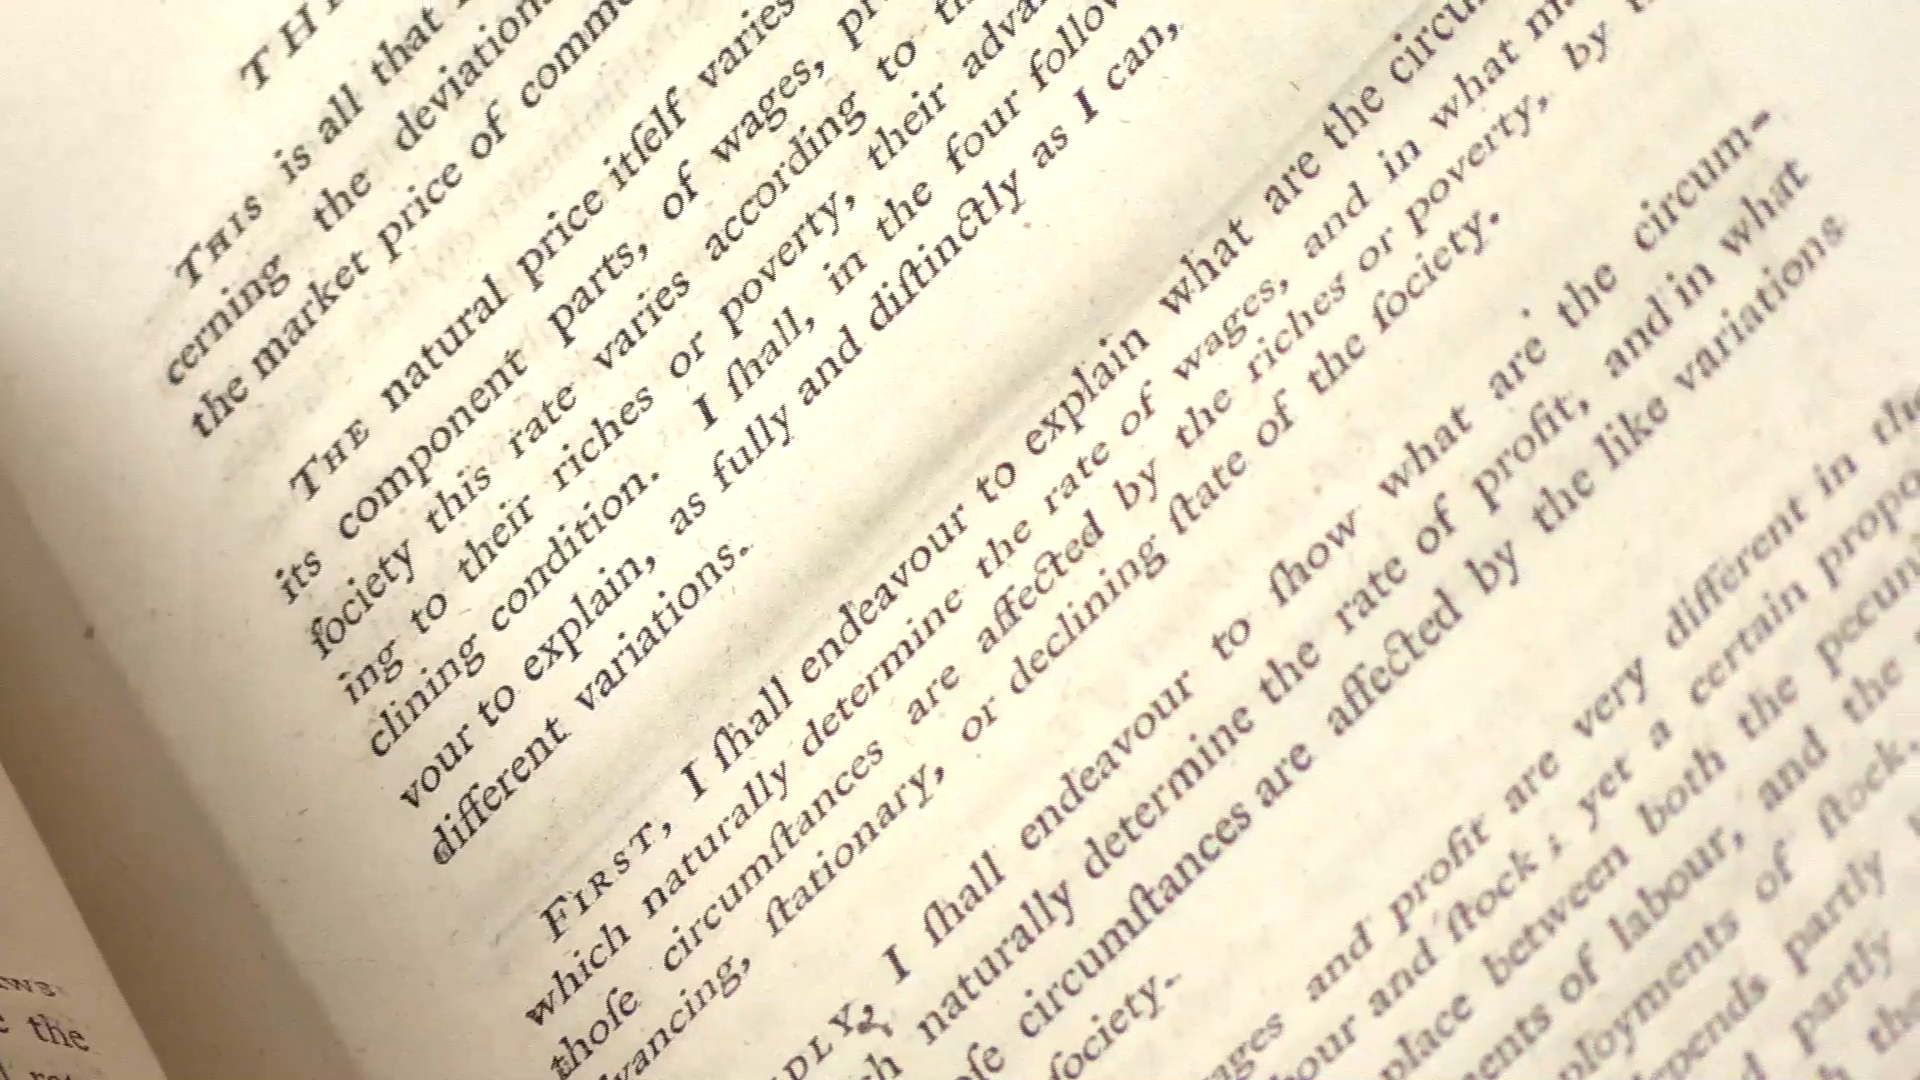 THIS is all that
cerning the deviation
the market price of comm
THE natural price itſelf varies
its component parts, of wages,
ſociety this rate varies according to
ing to their riches or poverty, their
clining condition. I ſhall, in the four
vour to explain, as fully and diſtinctly as I can,
different variations.
FIRST, I ſhall endeavour to explain what are the
which naturally determine the rate of wages, and in what
thoſe circumſtances are affected by the riches or poverty, by
vancing, ſtationary, or declining ſtate of the ſociety.
DLY, I ſhall endeavour to ſhow what are the circum-
naturally determine the rate of profit, and in what
circumſtances are affected by the like variations
ſociety.
and profit are very different in the
and ſtock; yet a certain
place between both the
of labour, and the
of ſtock,
partly
partly
the